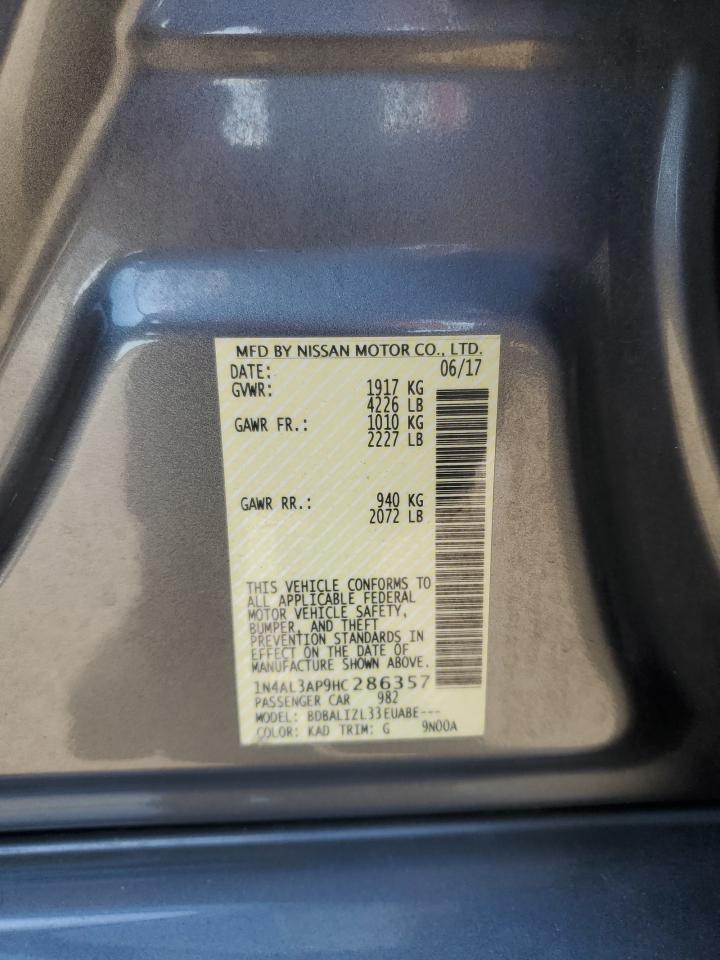 MFD BY NISSAN MOTOR CO., LTD.
DATE: 06/17
GVWR: 1917 KG
4226 LB
GAWR FR.: 1010 KG
2227 LB
GAWR RR.: 940 KG
2072 LB
THIS VEHICLE CONFORMS TO
ALL APPLICABLE FEDERAL
MOTOR VEHICLE SAFETY,
BUMPER, AND THEFT
PREVENTION STANDARDS IN
EFFECT ON THE DATE OF
MANUFACTURE SHOWN ABOVE.
1N4AL3AP9HC286357
PASSENGER CAR 982
MODEL: BDBALIZL33EUABE---
COLOR: KAD TRIM: G 9N00A